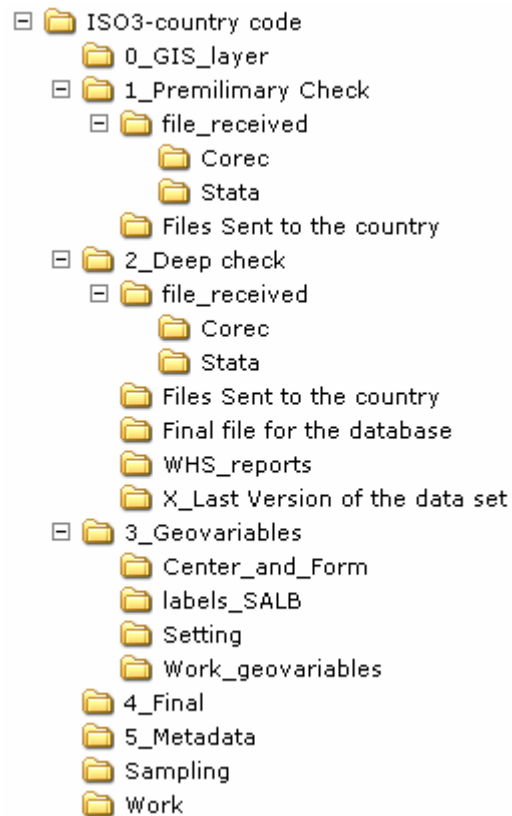 ISO3-country code
0_GIS_layer
1_Premilimary Check
file_received
Corec
Stata
Files Sent to the country
2_Deep check
file_received
Corec
Stata
Files Sent to the country
Final file for the database
WHS_reports
X_Last Version of the data set
3_Geovariables
Center_and_Form
labels_SALB
Setting
Work_geovariables
4_Final
5_Metadata
Sampling
Work